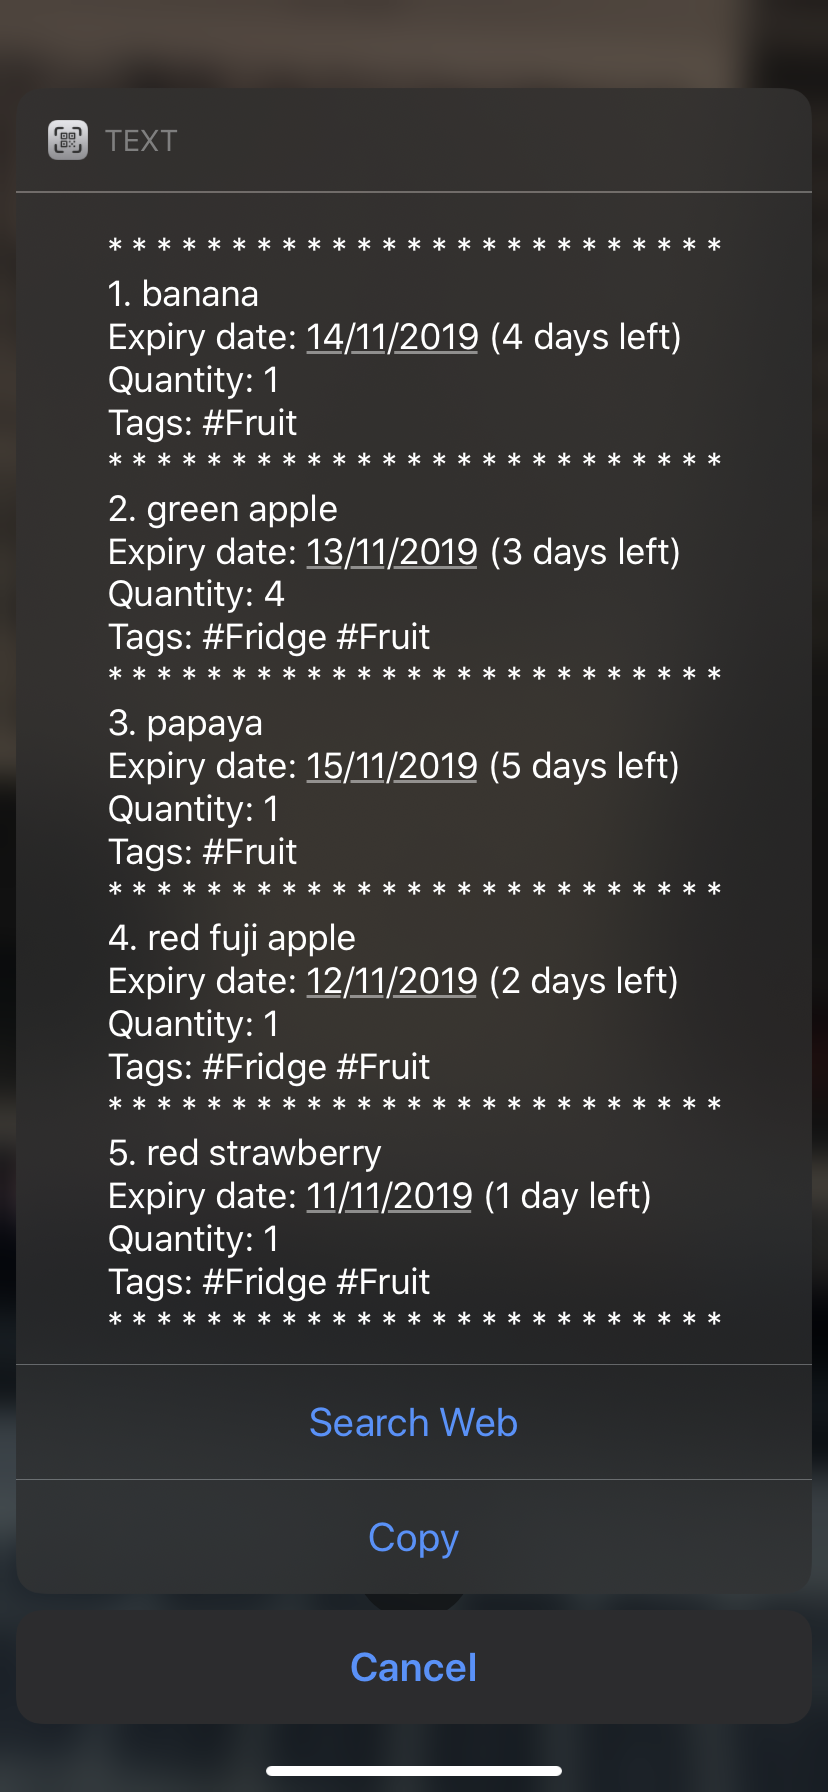 TEXT
* * * * * * * * * * * * * * * * * * * * * * * * *
1. banana
Expiry date: 14/11/2019 (4 days left)
Quantity: 1
Tags: #Fruit
* * * * * * * * * * * * * * * * * * * * * * * * *
2. green apple
Expiry date: 13/11/2019 (3 days left)
Quantity: 4
Tags: #Fridge #Fruit
* * * * * * * * * * * * * * * * * * * * * * * * *
3. papaya
Expiry date: 15/11/2019 (5 days left)
Quantity: 1
Tags: #Fruit
* * * * * * * * * * * * * * * * * * * * * * * * *
4. red fuji apple
Expiry date: 12/11/2019 (2 days left)
Quantity: 1
Tags: #Fridge #Fruit
* * * * * * * * * * * * * * * * * * * * * * * * *
5. red strawberry
Expiry date: 11/11/2019 (1 day left)
Quantity: 1
Tags: #Fridge #Fruit
* * * * * * * * * * * * * * * * * * * * * * * * *
Search Web
Copy
Cancel